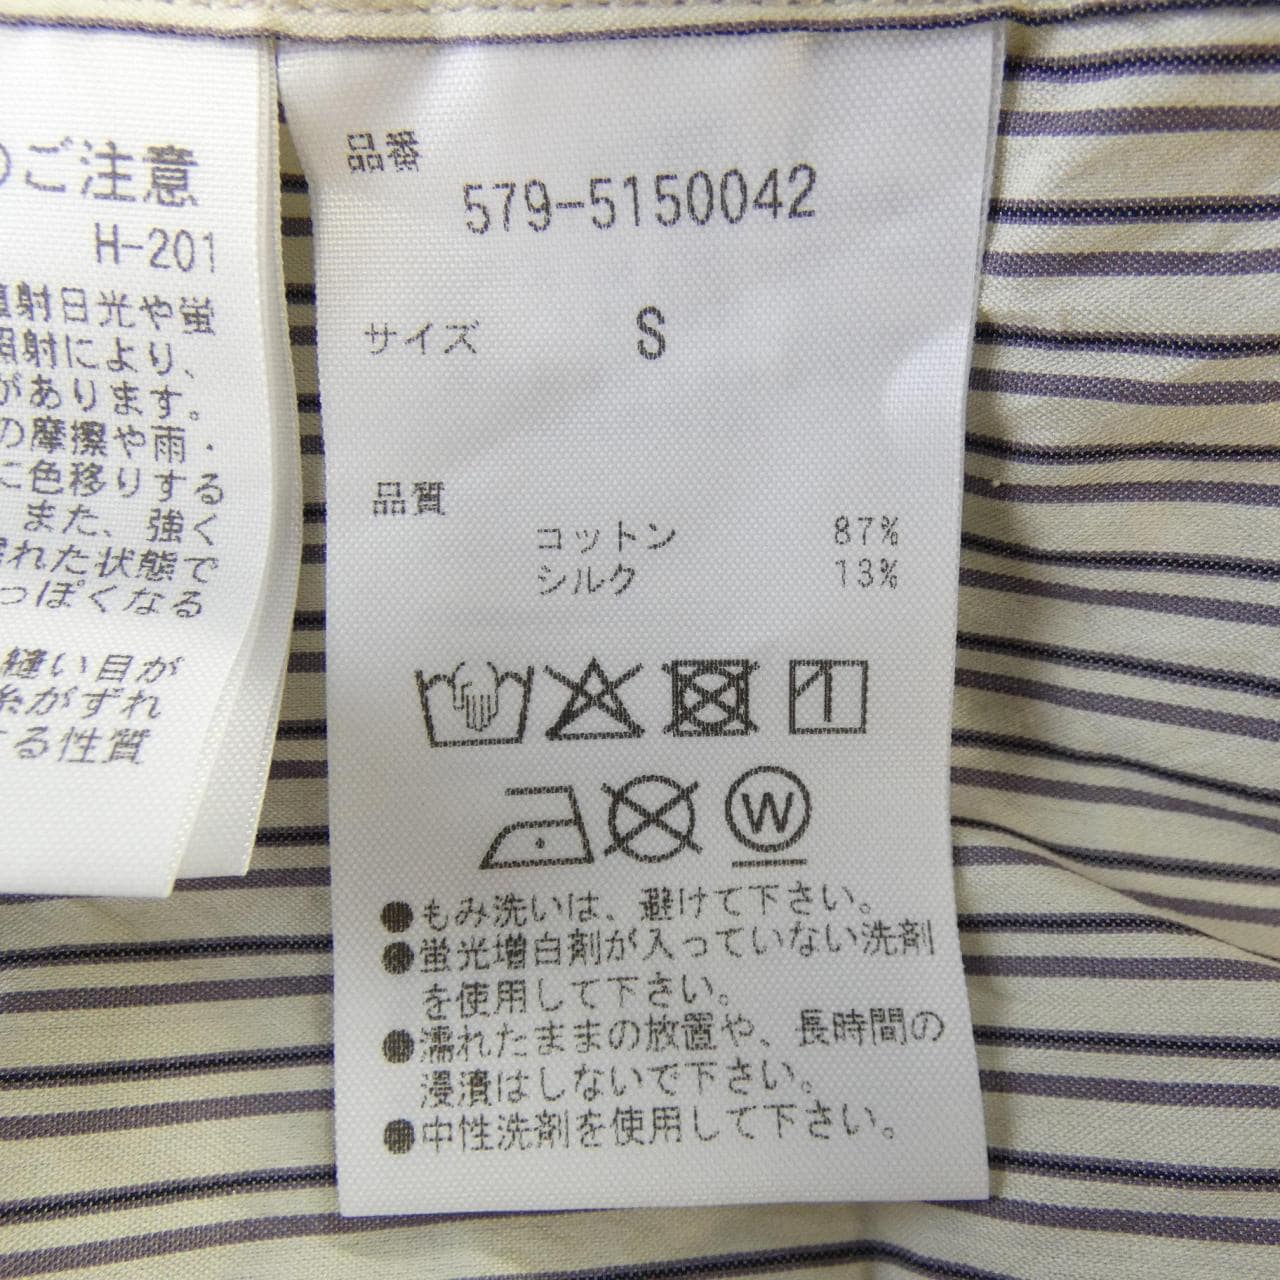 のご注意
H-201
直射日光や蛍
照射により、
があります。
の摩擦や雨・
に色移りする
また、強く
濡れた状態で
っぽくなる
縫い目が
糸がずれ
する性質
品番
579-5150042
サイズ S
品質
コットン 87%
シルク 13%
W
●もみ洗いは、避けて下さい。
●蛍光増白剤が入っていない洗剤
を使用して下さい。
●濡れたままの放置や、長時間の
浸漬はしないで下さい。
●中性洗剤を使用して下さい。